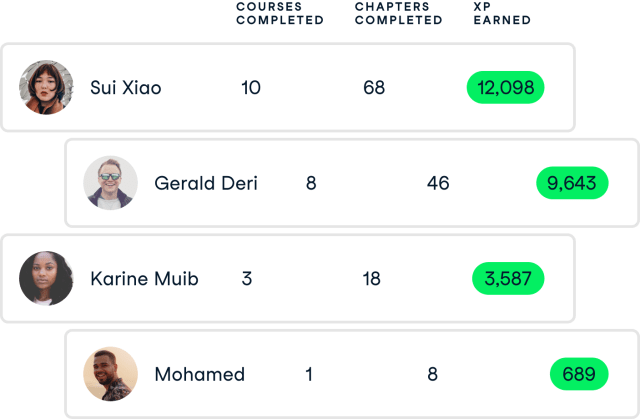 COURSES COMPLETED CHAPTERS COMPLETED XP EARNED
Sui Xiao 10 68 12,098
Gerald Deri 8 46 9,643
Karine Muib 3 18 3,587
Mohamed 1 8 689